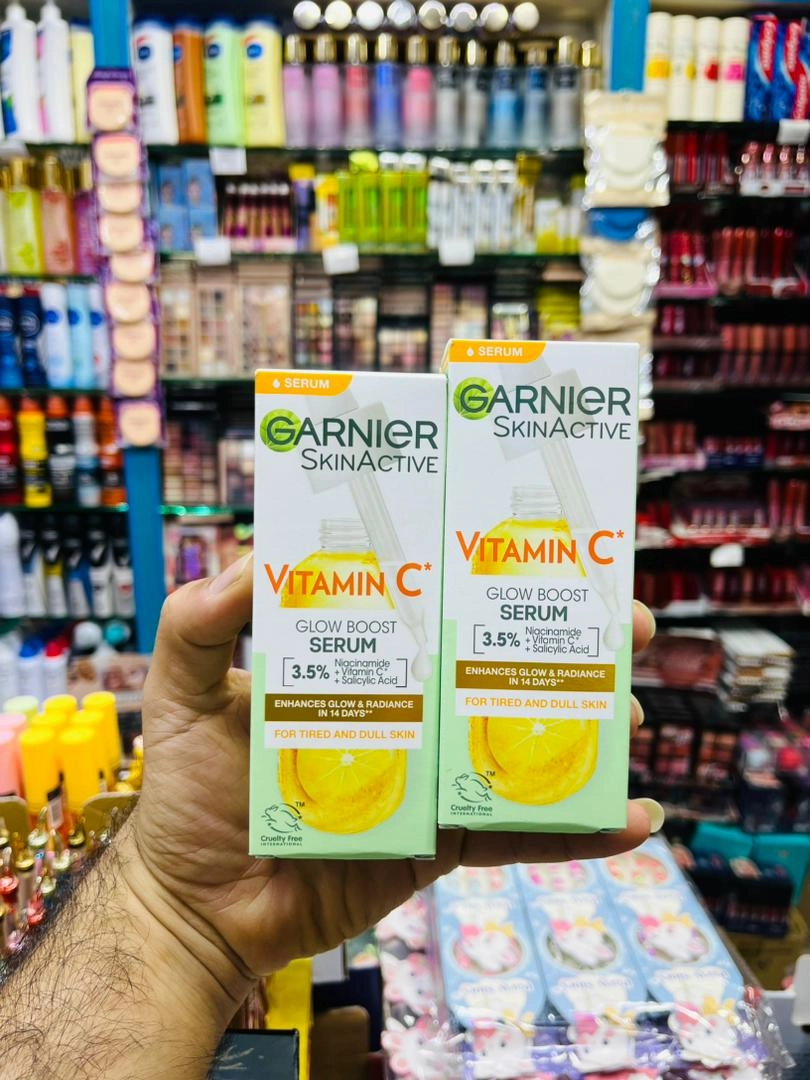 SERUM
GARNIER
SKINACTIVE
VITAMIN C*
GLOW BOOST
SERUM
3.5% Niacinamide
+ Vitamin C*
+ Salicylic Acid
ENHANCES GLOW & RADIANCE
IN 14 DAYS**
FOR TIRED AND DULL SKIN
Cruelty Free
INTERNATIONAL
TM
SERUM
GARNIER
SKINACTIVE
VITAMIN C*
GLOW BOOST
SERUM
3.5% Niacinamide
+ Vitamin C*
+ Salicylic Acid
ENHANCES GLOW & RADIANCE
IN 14 DAYS**
FOR TIRED AND DULL SKIN
TM
Cruelty Free
INTERNATIONAL